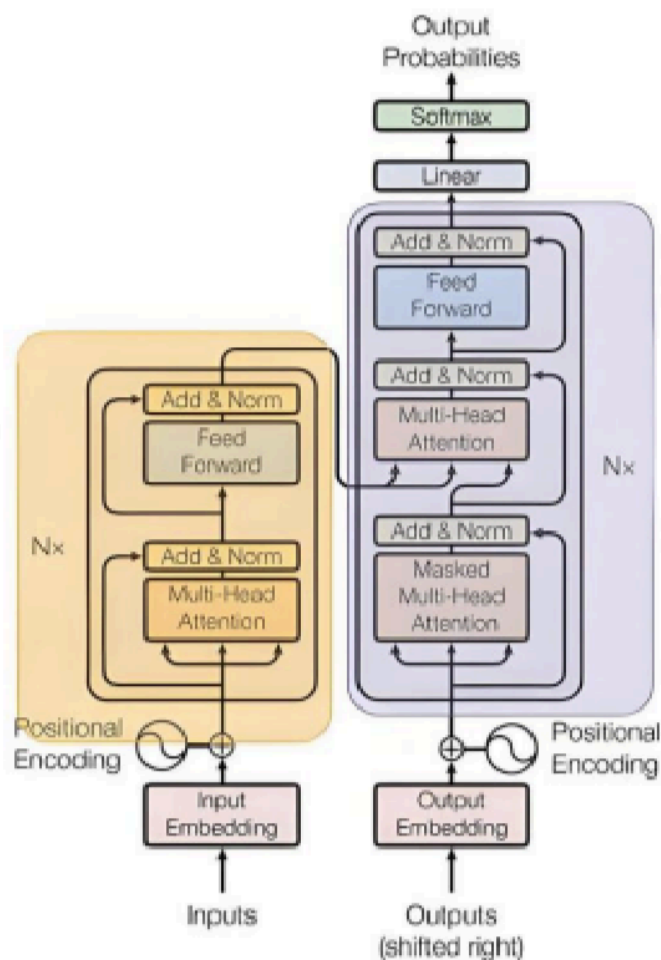 Output
Probabilities
Softmax
Linear
Add & Norm
Feed
Forward
Add & Norm
Multi-Head
Attention
Nx
Add & Norm
Masked
Multi-Head
Attention
Add & Norm
Feed
Forward
Nx
Add & Norm
Multi-Head
Attention
Positional
Encoding
Positional
Encoding
Input
Embedding
Output
Embedding
Inputs
Outputs
(shifted right)